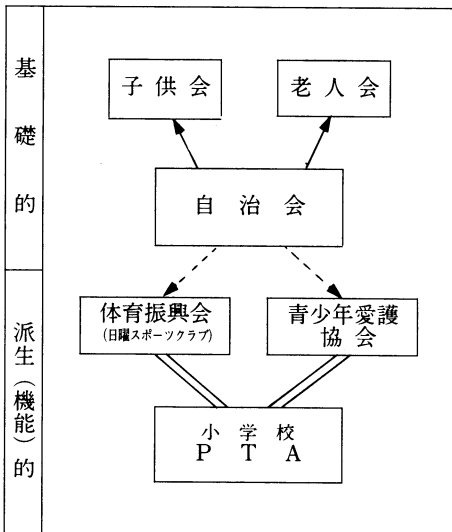 基礎的
子供会
老人会
自治会
派生(機能)的
体育振興会
(日曜スポーツクラブ)
青少年愛護
協会
小学校
PTA